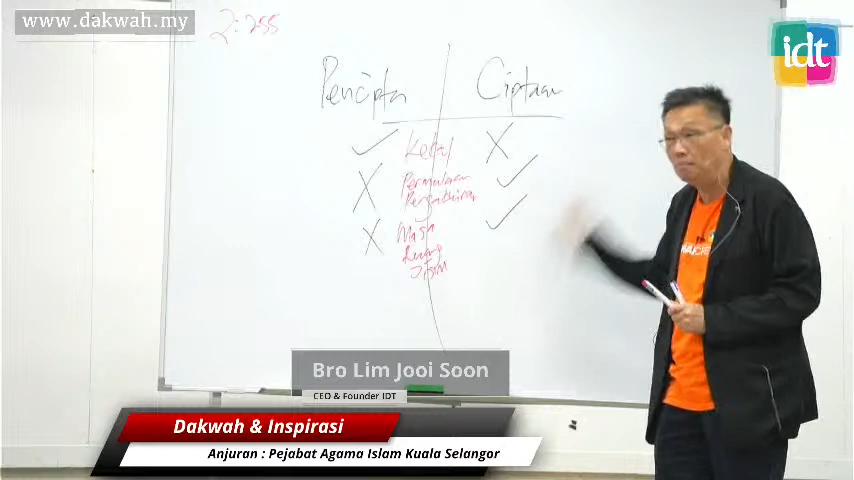 www.dakwah.my
2:255
idt
Pencipta Ciptaan
Kekal
Permulaan
Pengakhiran
Masa
Ruang
Jisim
Bro Lim Jooi Soon
CEO & Founder IDT
Dakwah & Inspirasi
Anjuran : Pejabat Agama Islam Kuala Selangor